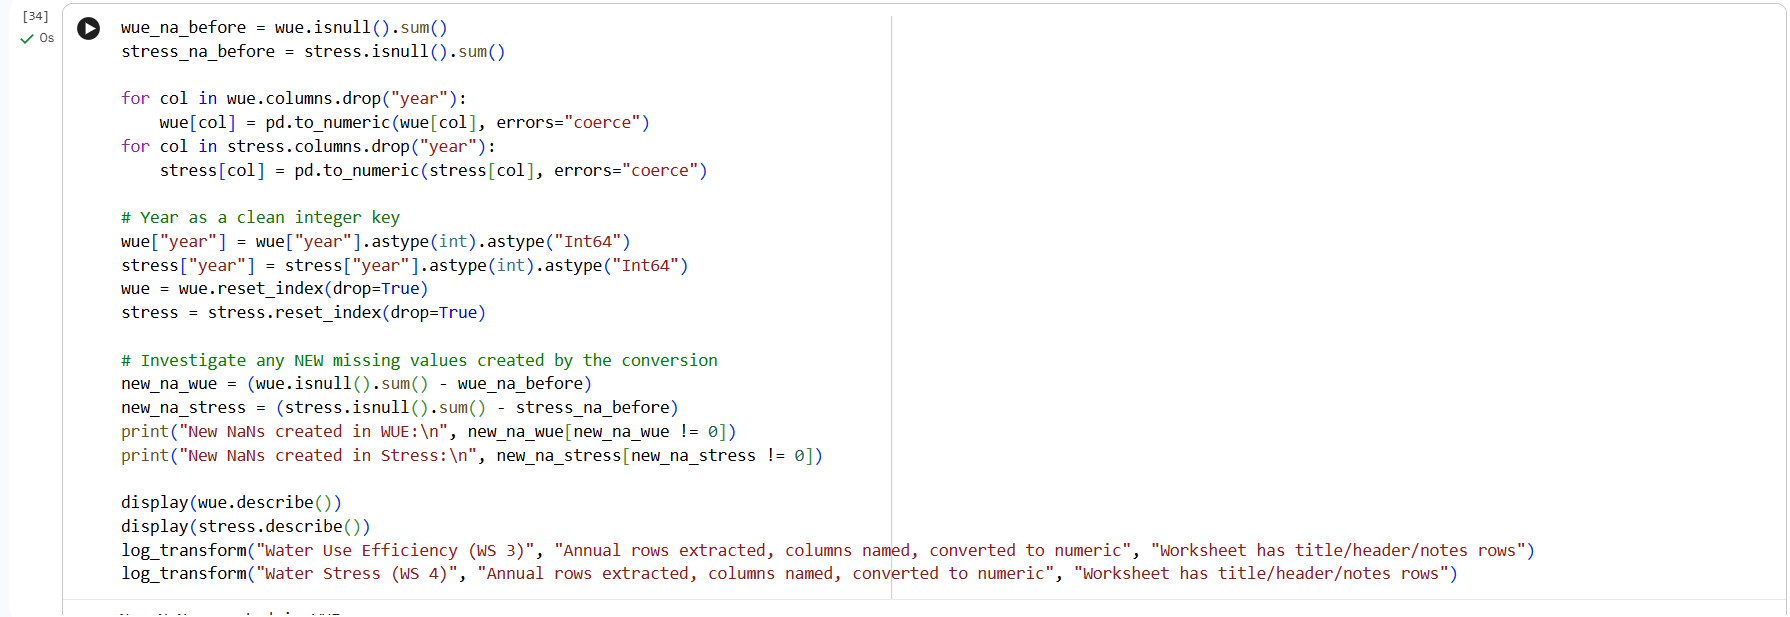 [34]
0s
wue_na_before = wue.isnull().sum()
stress_na_before = stress.isnull().sum()
for col in wue.columns.drop("year"):
    wue[col] = pd.to_numeric(wue[col], errors="coerce")
for col in stress.columns.drop("year"):
    stress[col] = pd.to_numeric(stress[col], errors="coerce")
# Year as a clean integer key
wue["year"] = wue["year"].astype(int).astype("Int64")
stress["year"] = stress["year"].astype(int).astype("Int64")
wue = wue.reset_index(drop=True)
stress = stress.reset_index(drop=True)
# Investigate any NEW missing values created by the conversion
new_na_wue = (wue.isnull().sum() - wue_na_before)
new_na_stress = (stress.isnull().sum() - stress_na_before)
print("New NaNs created in WUE:\n", new_na_wue[new_na_wue != 0])
print("New NaNs created in Stress:\n", new_na_stress[new_na_stress != 0])
display(wue.describe())
display(stress.describe())
log_transform("Water Use Efficiency (WS 3)", "Annual rows extracted, columns named, converted to numeric", "Worksheet has title/header/notes rows")
log_transform("Water Stress (WS 4)", "Annual rows extracted, columns named, converted to numeric", "Worksheet has title/header/notes rows")